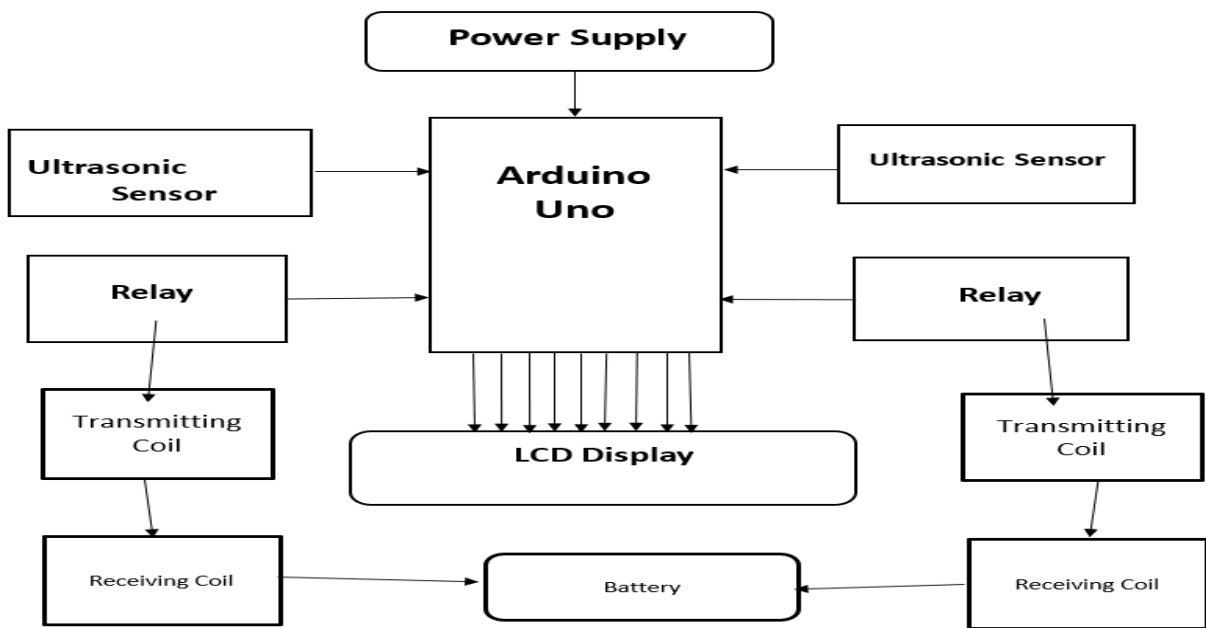 Power Supply
Ultrasonic
Sensor
Arduino
Uno
Ultrasonic Sensor
Relay
Relay
Transmitting
Coil
LCD Display
Transmitting
Coil
Receiving Coil
Battery
Receiving Coil